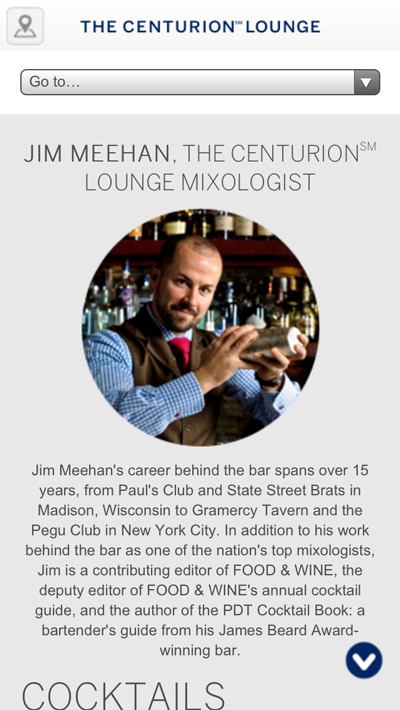 THE CENTURION℠ LOUNGE
Go to...
JIM MEEHAN, THE CENTURION℠
LOUNGE MIXOLOGIST
Jim Meehan's career behind the bar spans over 15
years, from Paul's Club and State Street Brats in
Madison, Wisconsin to Gramercy Tavern and the
Pegu Club in New York City. In addition to his work
behind the bar as one of the nation's top mixologists,
Jim is a contributing editor of FOOD & WINE, the
deputy editor of FOOD & WINE's annual cocktail
guide, and the author of the PDT Cocktail Book: a
bartender's guide from his James Beard Award-
winning bar.
COCKTAILS